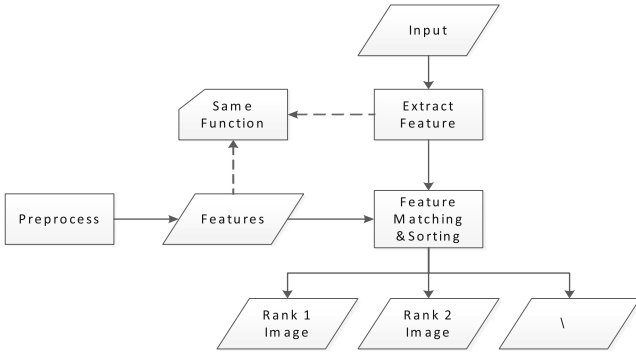 Input
Same
Function
Extract
Feature
Preprocess
Features
Feature
Matching
&Sorting
Rank 1
Image
Rank 2
Image
\